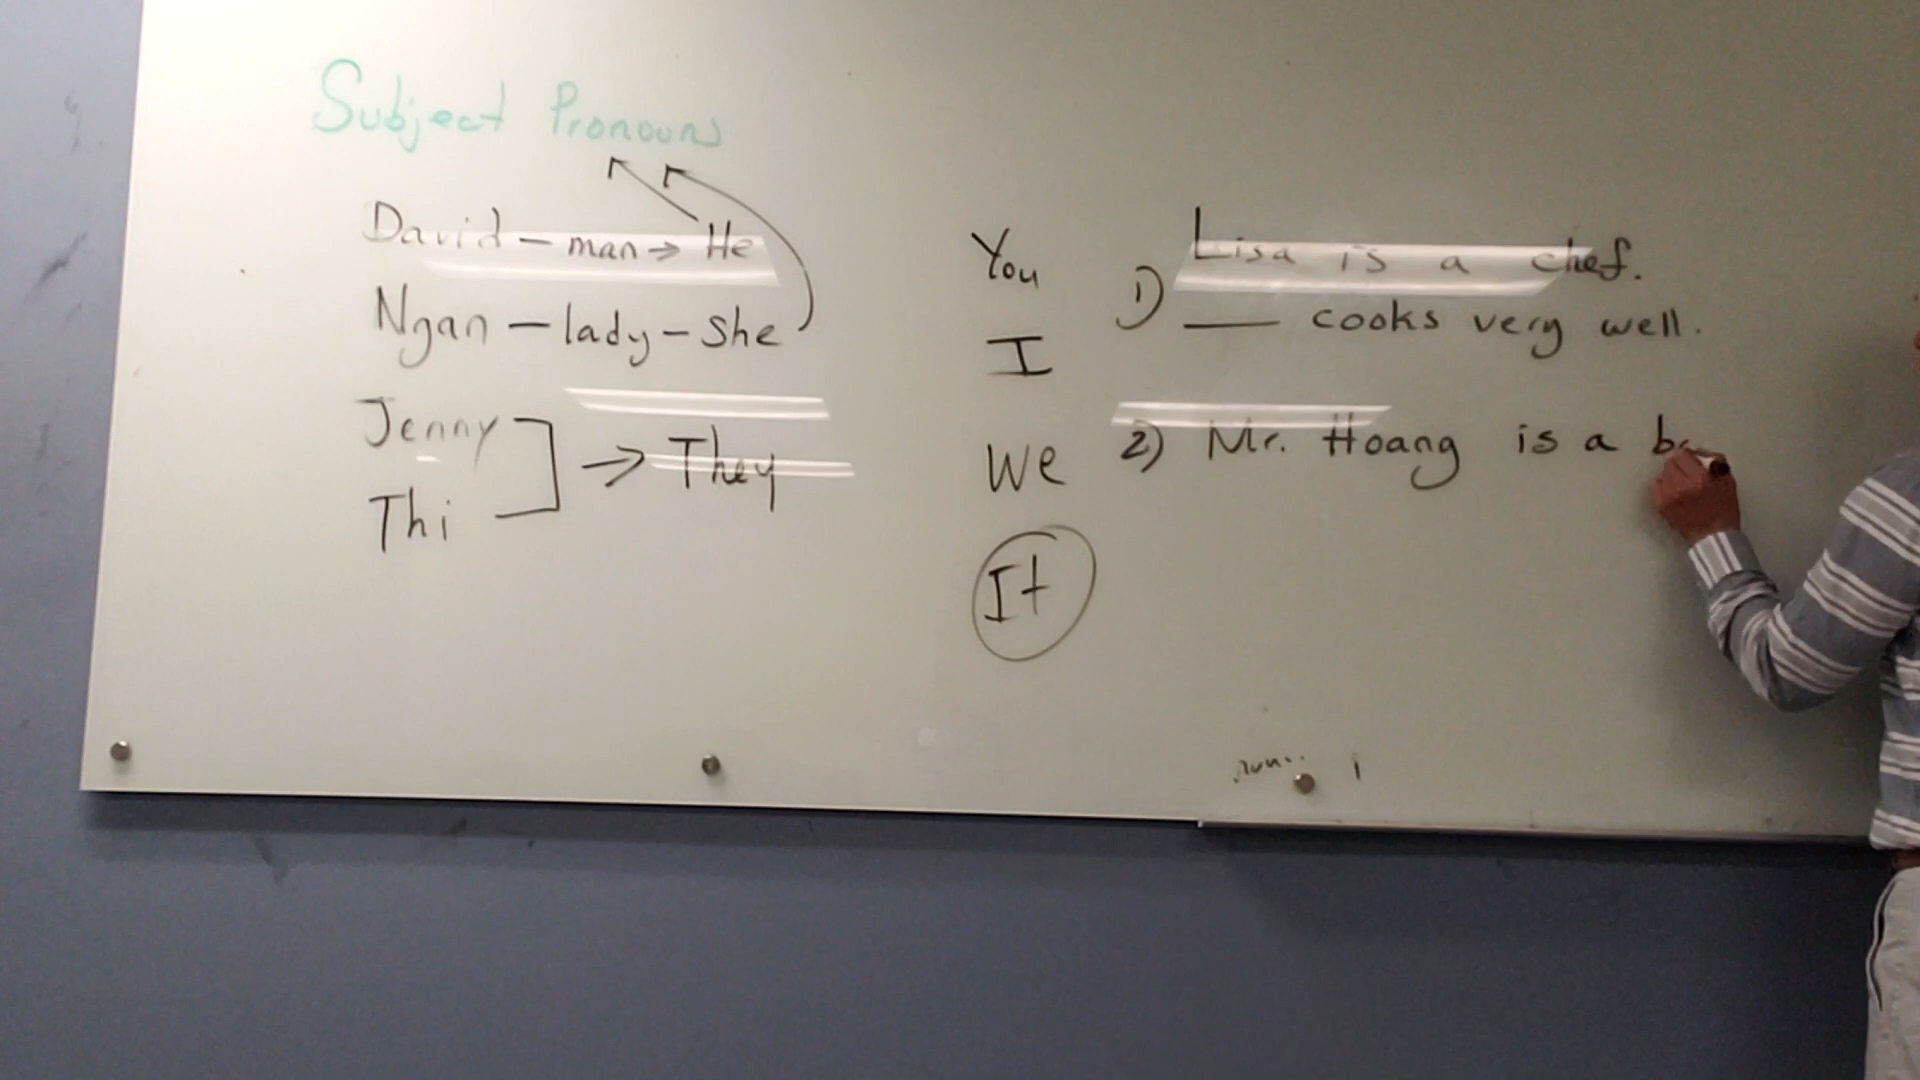 Subject Pronouns
David – man → He
Ngan – lady – she
Jenny
Thi
→ They
You
I
We
It
Lisa is a chef.
1) ___ cooks very well.
2) Mr. Hoang is a